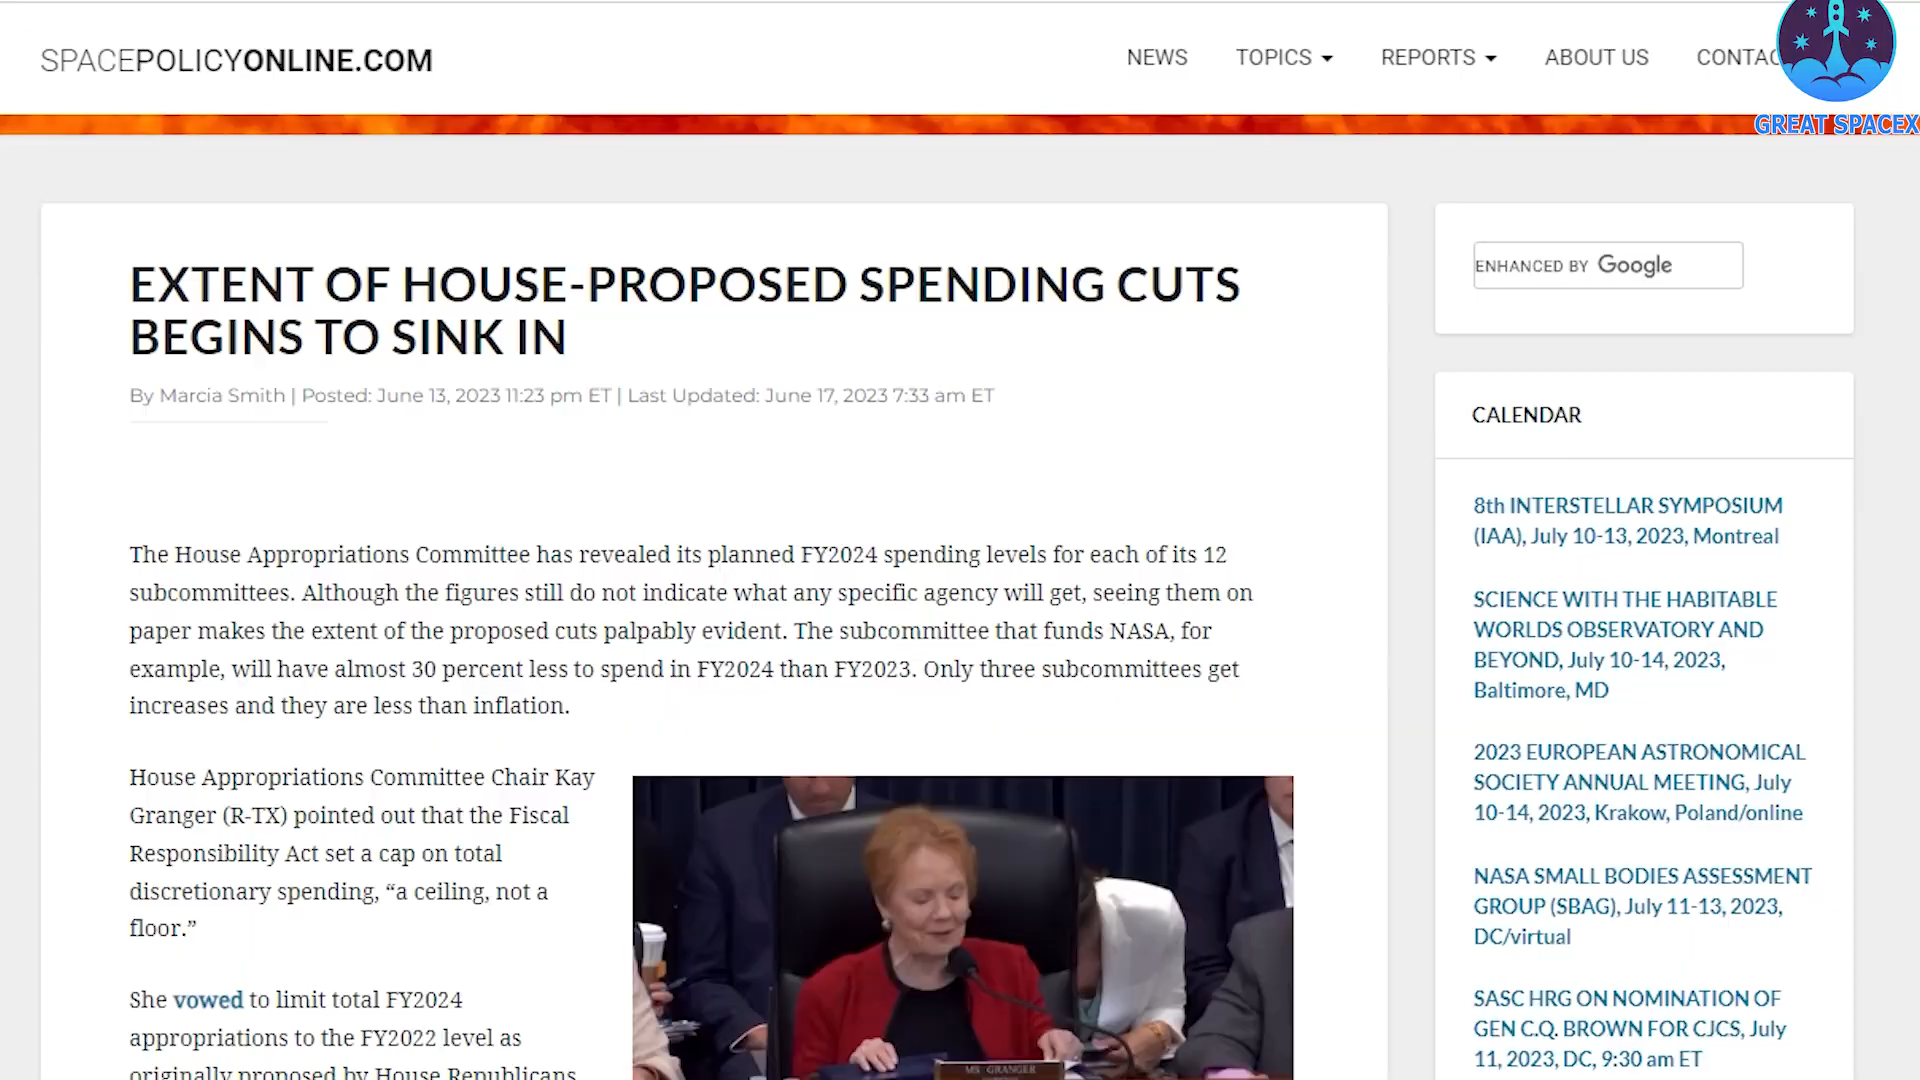 SPACEPOLICYONLINE.COM
NEWS
TOPICS
REPORTS
ABOUT US
CONTAC
GREAT SPACEX
EXTENT OF HOUSE-PROPOSED SPENDING CUTS
BEGINS TO SINK IN
By Marcia Smith | Posted: June 13, 2023 11:23 pm ET | Last Updated: June 17, 2023 7:33 am ET
The House Appropriations Committee has revealed its planned FY2024 spending levels for each of its 12
subcommittees. Although the figures still do not indicate what any specific agency will get, seeing them on
paper makes the extent of the proposed cuts palpably evident. The subcommittee that funds NASA, for
example, will have almost 30 percent less to spend in FY2024 than FY2023. Only three subcommittees get
increases and they are less than inflation.
House Appropriations Committee Chair Kay
Granger (R-TX) pointed out that the Fiscal
Responsibility Act set a cap on total
discretionary spending, “a ceiling, not a
floor.”
She vowed to limit total FY2024
appropriations to the FY2022 level as
originally proposed by House Republicans
MS. GRANGER
ENHANCED BY Google
CALENDAR
8th INTERSTELLAR SYMPOSIUM
(IAA), July 10-13, 2023, Montreal
SCIENCE WITH THE HABITABLE
WORLDS OBSERVATORY AND
BEYOND, July 10-14, 2023,
Baltimore, MD
2023 EUROPEAN ASTRONOMICAL
SOCIETY ANNUAL MEETING, July
10-14, 2023, Krakow, Poland/online
NASA SMALL BODIES ASSESSMENT
GROUP (SBAG), July 11-13, 2023,
DC/virtual
SASC HRG ON NOMINATION OF
GEN C.Q. BROWN FOR CJCS, July
11, 2023, DC, 9:30 am ET